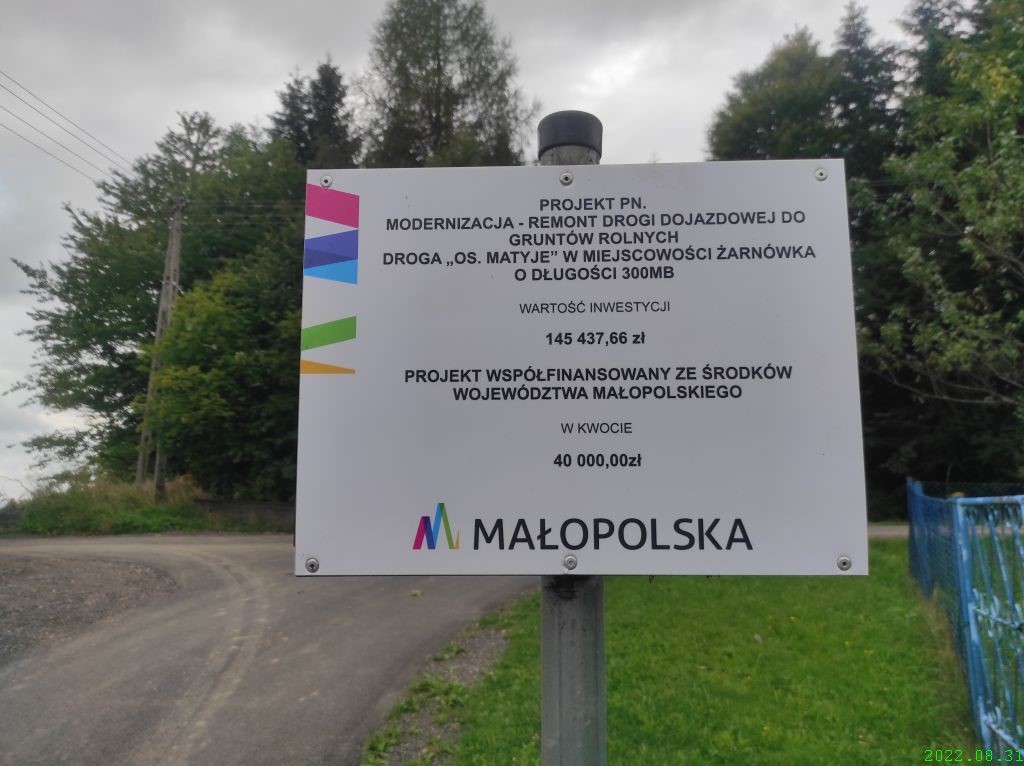 PROJEKT PN.
MODERNIZACJA - REMONT DROGI DOJAZDOWEJ DO
GRUNTÓW ROLNYCH
DROGA „OS. MATYJE” W MIEJSCOWOŚCI ŻARNÓWKA
O DŁUGOŚCI 300MB
WARTOŚĆ INWESTYCJI
145 437,66 zł
PROJEKT WSPÓŁFINANSOWANY ZE ŚRODKÓW
WOJEWÓDZTWA MAŁOPOLSKIEGO
W KWOCIE
40 000,00zł
MAŁOPOLSKA
2022.08.31